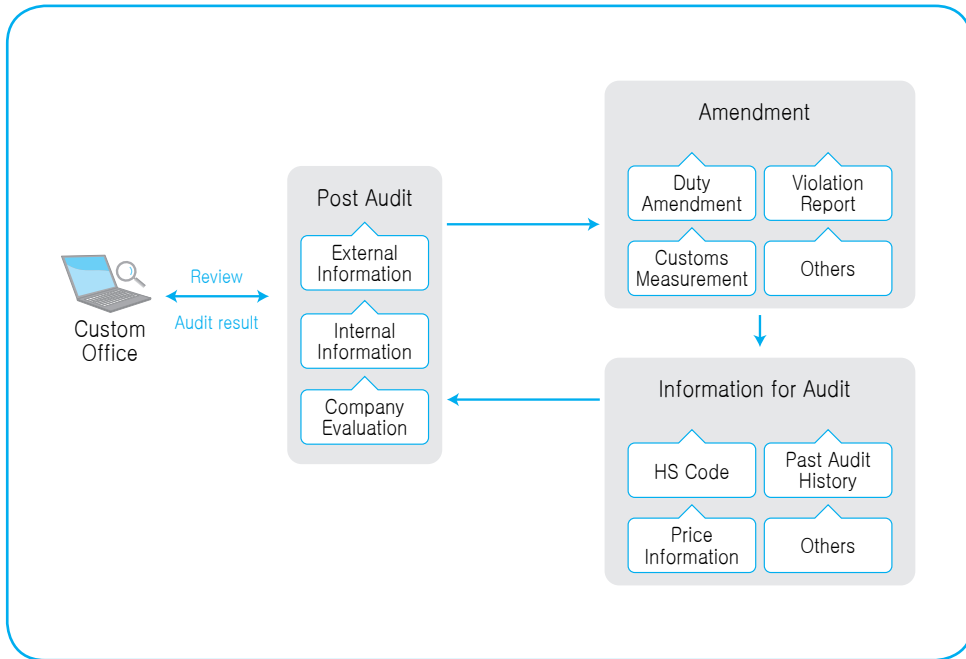 Custom
Office
Review
Audit result
Post Audit
External
Information
Internal
Information
Company
Evaluation
Amendment
Duty
Amendment
Violation
Report
Customs
Measurement
Others
Information for Audit
HS Code
Past Audit
History
Price
Information
Others